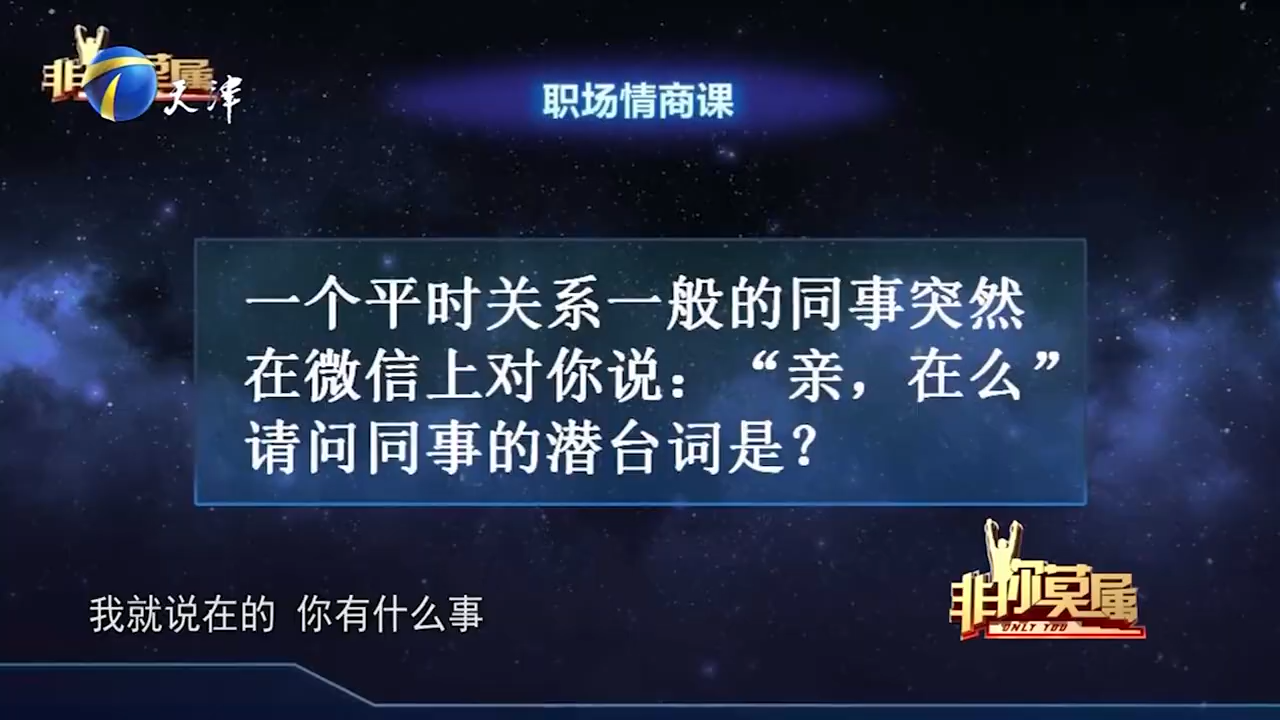 非 莫属
天津
职场情商课
一个平时关系一般的同事突然
在微信上对你说：“亲，在么”
请问同事的潜台词是？
我就说在的 你有什么事
非你莫属
ONLY YOU